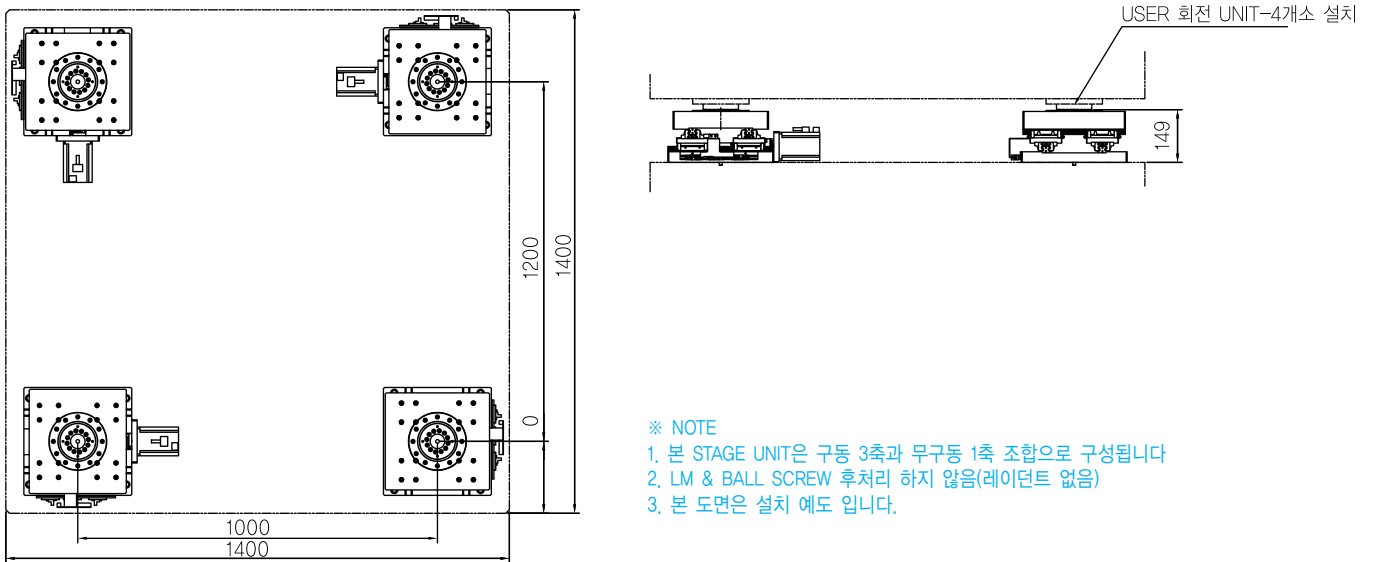 USER 회전 UNIT-4개소 설치
149
1200
1400
0
1000
1400
※ NOTE
1. 본 STAGE UNIT은 구동 3축과 무구동 1축 조합으로 구성됩니다
2. LM & BALL SCREW 후처리 하지 않음(레이던트 없음)
3. 본 도면은 설치 예도 입니다.